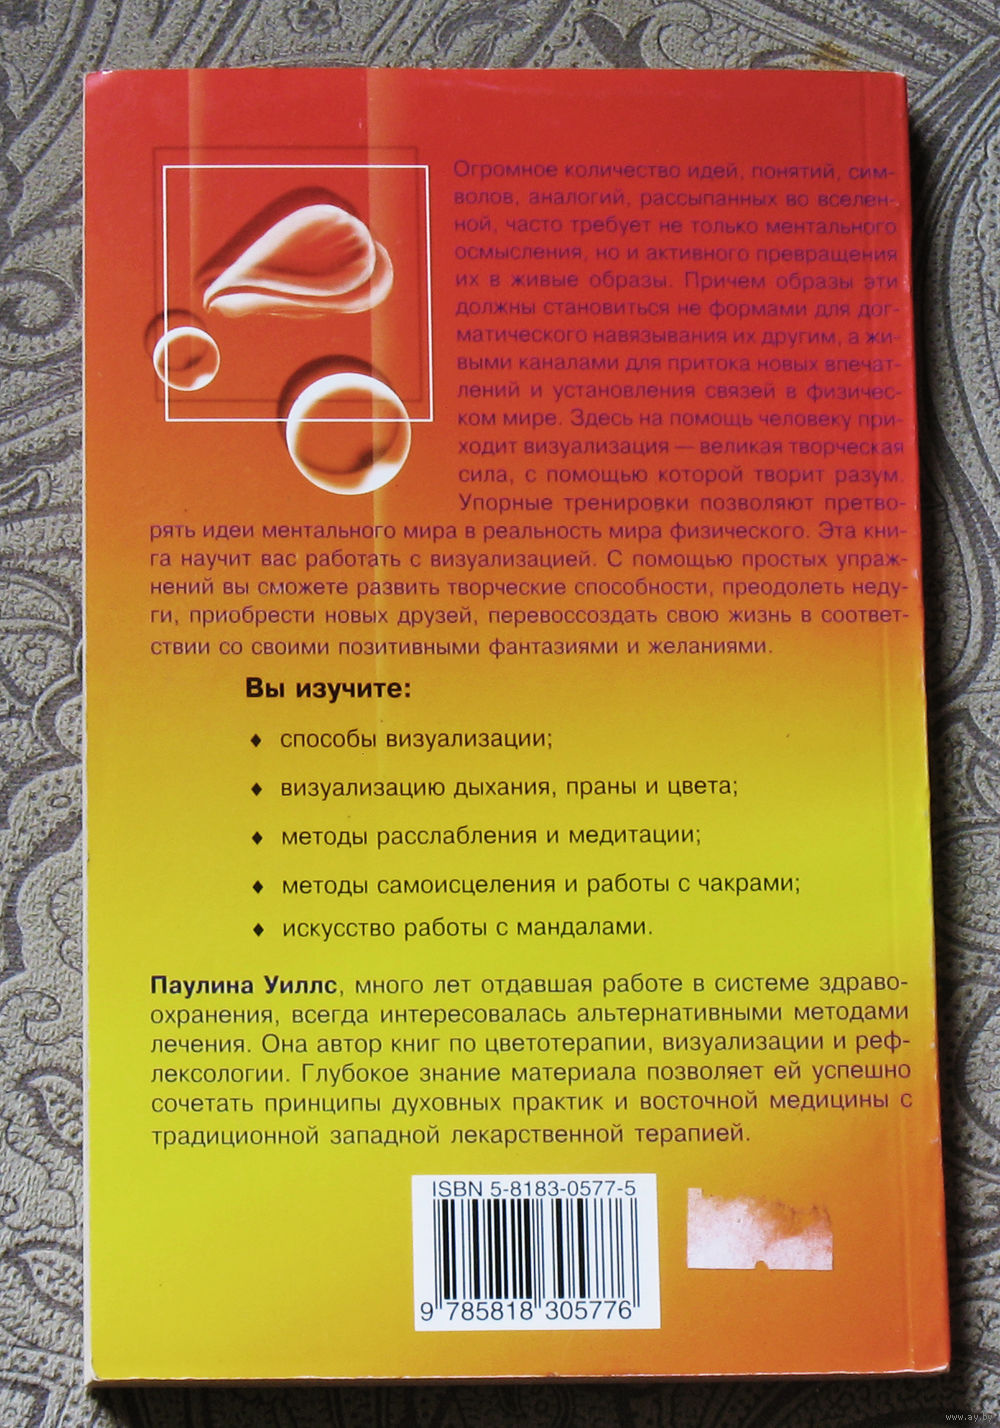 Огромное количество идей, понятий, сим-
волов, аналогий, рассыпанных во вселен-
ной, часто требует не только ментального
осмысления, но и активного превращения
их в живые образы. Причем образы эти
должны становиться не формами для дог-
матического навязывания их другим, а жи-
выми каналами для притока новых впечат-
лений и установления связей в физичес-
ком мире. Здесь на помощь человеку при-
ходит визуализация — великая творческая
сила, с помощью которой творит разум.
Упорные тренировки позволяют претво-
рять идеи ментального мира в реальность мира физического. Эта кни-
га научит вас работать с визуализацией. С помощью простых упраж-
нений вы сможете развить творческие способности, преодолеть неду-
ги, приобрести новых друзей, перевоссоздать свою жизнь в соответ-
ствии со своими позитивными фантазиями и желаниями.
Вы изучите:
♦ способы визуализации;
♦ визуализацию дыхания, праны и цвета;
♦ методы расслабления и медитации;
♦ методы самоисцеления и работы с чакрами;
♦ искусство работы с мандалами.
Паулина Уиллс, много лет отдавшая работе в системе здраво-
охранения, всегда интересовалась альтернативными методами
лечения. Она автор книг по цветотерапии, визуализации и реф-
лексологии. Глубокое знание материала позволяет ей успешно
сочетать принципы духовных практик и восточной медицины с
традиционной западной лекарственной терапией.
ISBN 5-8183-0577-5
9 785818 305776
www.ay.by